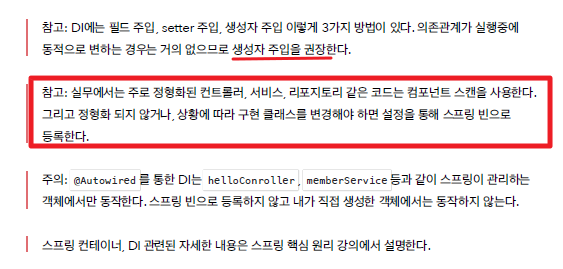 참고: DI에는 필드 주입, setter 주입, 생성자 주입 이렇게 3가지 방법이 있다. 의존관계가 실행중에
동적으로 변하는 경우는 거의 없으므로 생성자 주입을 권장한다.
참고: 실무에서는 주로 정형화된 컨트롤러, 서비스, 리포지토리 같은 코드는 컴포넌트 스캔을 사용한다.
그리고 정형화 되지 않거나, 상황에 따라 구현 클래스를 변경해야 하면 설정을 통해 스프링 빈으로
등록한다.
주의: @Autowired 를 통한 DI는 helloConroller, memberService 등과 같이 스프링이 관리하는
객체에서만 동작한다. 스프링 빈으로 등록하지 않고 내가 직접 생성한 객체에서는 동작하지 않는다.
스프링 컨테이너, DI 관련된 자세한 내용은 스프링 핵심 원리 강의에서 설명한다.